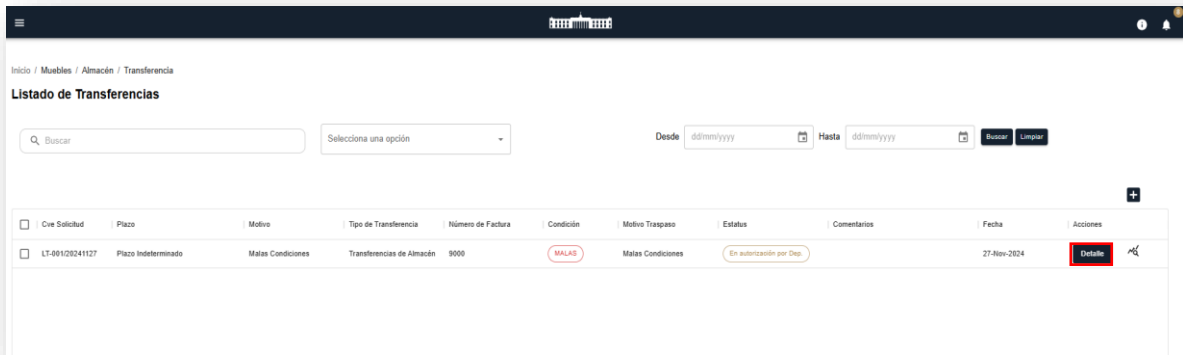 0
Inicio / Muebles / Almacén / Transferencia
Listado de Transferencias
Buscar
Selecciona una opción
Desde dd/mm/yyyy Hasta dd/mm/yyyy Buscar Limpiar
Cve Solicitud Plazo Motivo Tipo de Transferencia Número de Factura Condición Motivo Traspaso Estatus Comentarios Fecha Acciones
LT-001/20241127 Plazo Indeterminado Malas Condiciones Transferencias de Almacén 9000 MALAS Malas Condiciones En autorización por Dep. 27-Nov-2024 Detalle